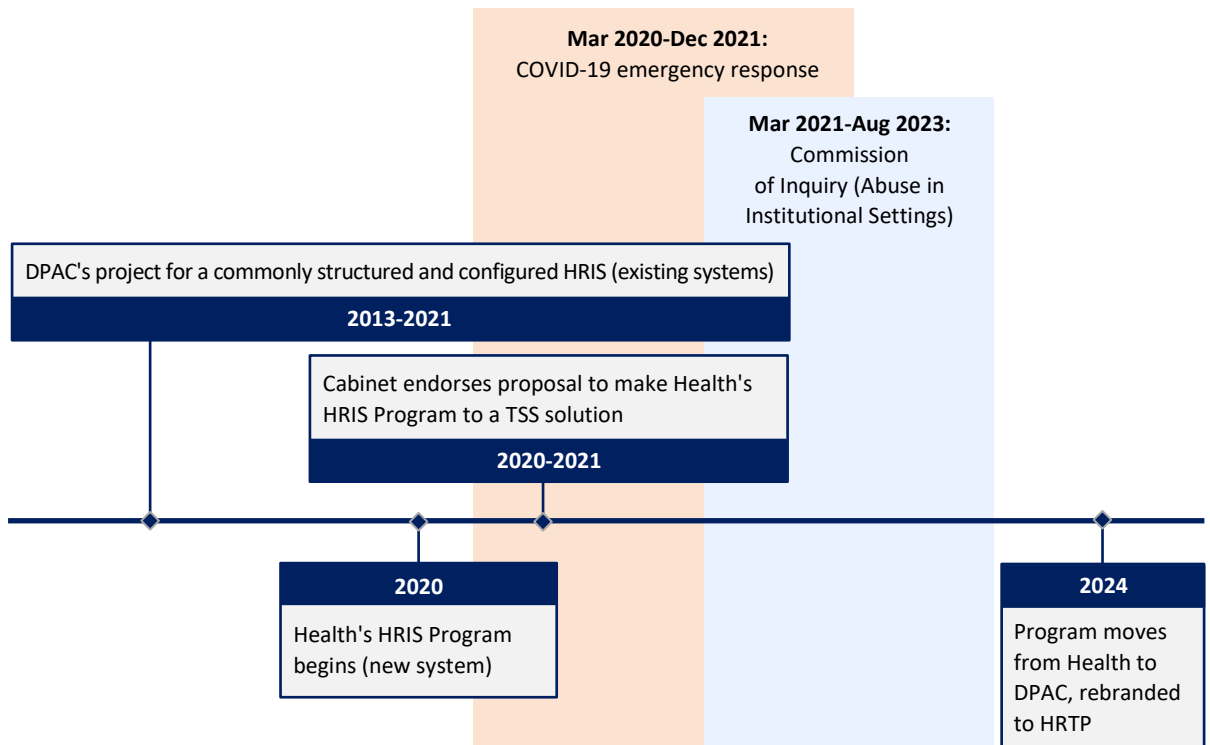 Mar 2020-Dec 2021:
COVID-19 emergency response
Mar 2021-Aug 2023:
Commission
of Inquiry (Abuse in
Institutional Settings)
DPAC's project for a commonly structured and configured HRIS (existing systems)
2013-2021
Cabinet endorses proposal to make Health's
HRIS Program to a TSS solution
2020-2021
2020
Health's HRIS Program
begins (new system)
2024
Program moves
from Health to
DPAC, rebranded
to HRTP